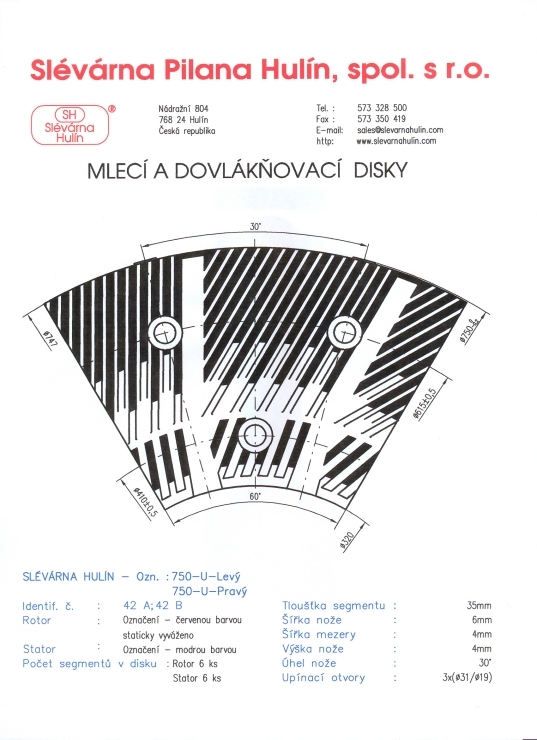 Slévárna Pilana Hulín, spol. s r.o.
SH
Slévárna
Hulín
®
Nádražní 804
768 24 Hulín
Česká republika
Tel. : 573 328 500
Fax : 573 350 419
E-mail: sales@slevarnahulin.com
http: www.slevarnahulin.com
MLECÍ A DOVLÁKŇOVACÍ DISKY
30°
ø747
ø750
ø615±0,5
ø410±0,5
60°
ø320
SLÉVÁRNA HULÍN – Ozn. : 750-U-Levý
750-U-Pravý
Identif. č. : 42 A; 42 B
Rotor : Označení – červenou barvou
staticky vyváženo
Stator : Označení – modrou barvou
Počet segmentů v disku : Rotor 6 ks
Stator 6 ks
Tloušťka segmentu : 35mm
Šířka nože : 6mm
Šířka mezery : 4mm
Výška nože : 4mm
Úhel nože : 30°
Upínací otvory : 3x(ø31/ø19)